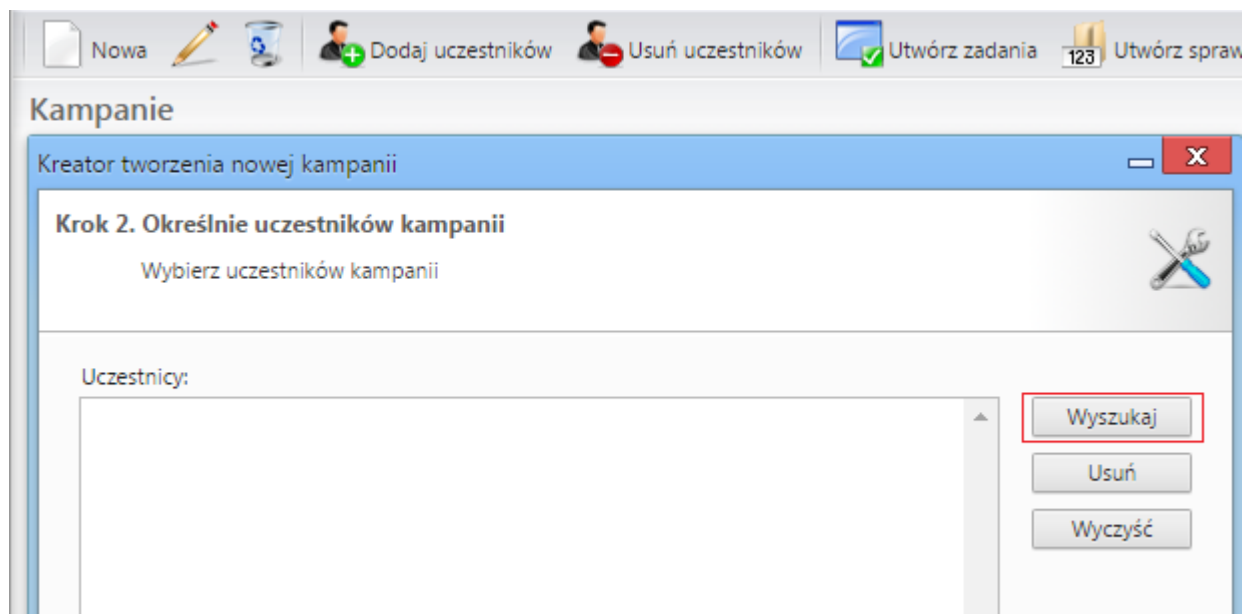 Nowa Dodaj uczestników Usuń uczestników Utwórz zadania 123 Utwórz spraw
Kampanie
Kreator tworzenia nowej kampanii
Krok 2. Określnie uczestników kampanii
Wybierz uczestników kampanii
Uczestnicy:
Wyszukaj
Usuń
Wyczyść